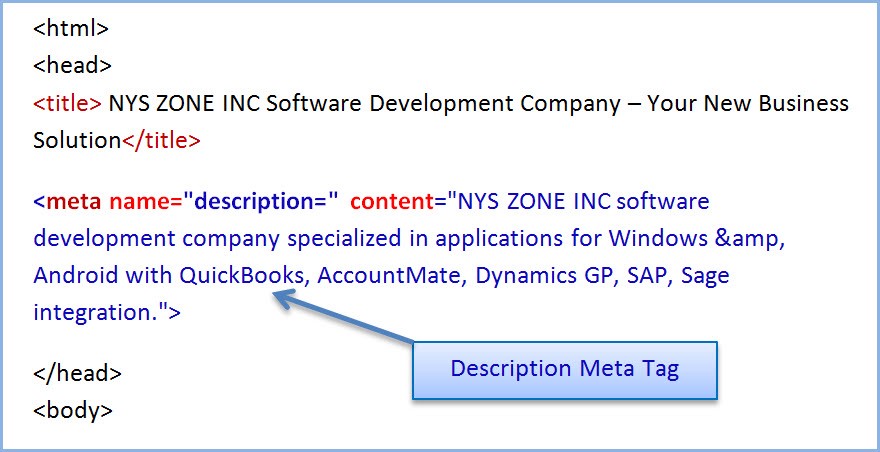 <html>
<head>
<title> NYS ZONE INC Software Development Company – Your New Business
Solution</title>
<meta name="description="  content="NYS ZONE INC software
development company specialized in applications for Windows &amp,
Android with QuickBooks, AccountMate, Dynamics GP, SAP, Sage
integration.">
Description Meta Tag
</head>
<body>